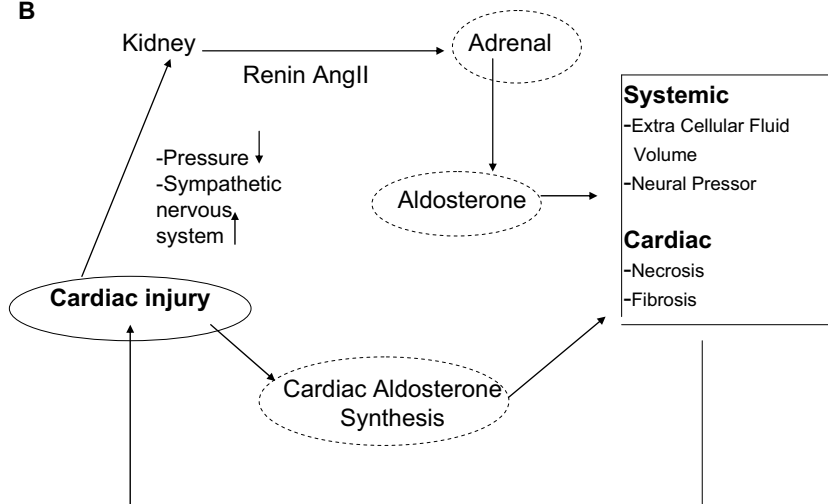 B
Kidney
Adrenal
Renin AngII
Systemic
-Extra Cellular Fluid
Volume
-Neural Pressor
-Pressure
-Sympathetic
nervous
system
Aldosterone
Cardiac
-Necrosis
-Fibrosis
Cardiac injury
Cardiac Aldosterone
Synthesis